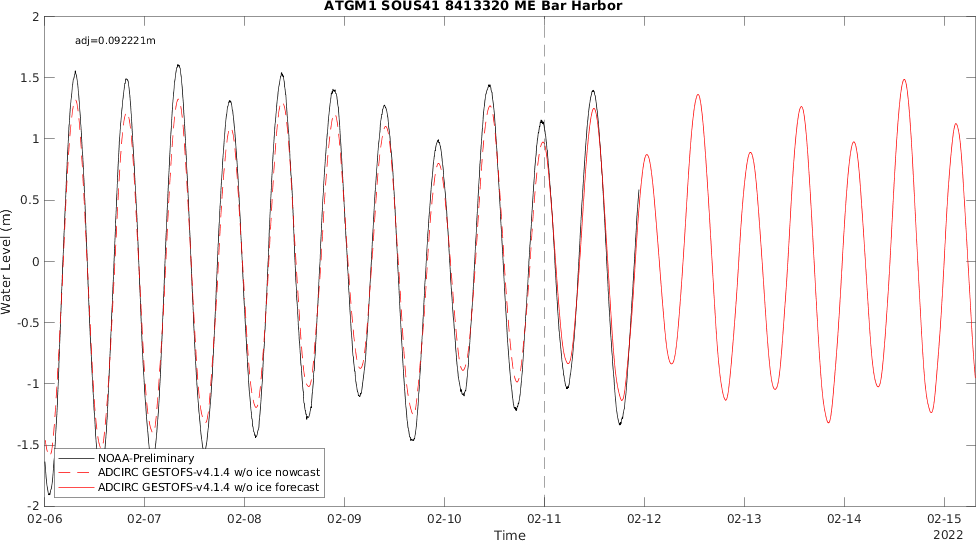 ATGM1 SOUS41 8413320 ME Bar Harbor
adj=0.092221m
2
1.5
1
0.5
0
-0.5
-1
-1.5
-2
Water Level (m)
NOAA-Preliminary
ADCIRC GESTOFS-v4.1.4 w/o ice nowcast
ADCIRC GESTOFS-v4.1.4 w/o ice forecast
02-06 02-07 02-08 02-09 02-10 02-11 02-12 02-13 02-14 02-15
Time
2022